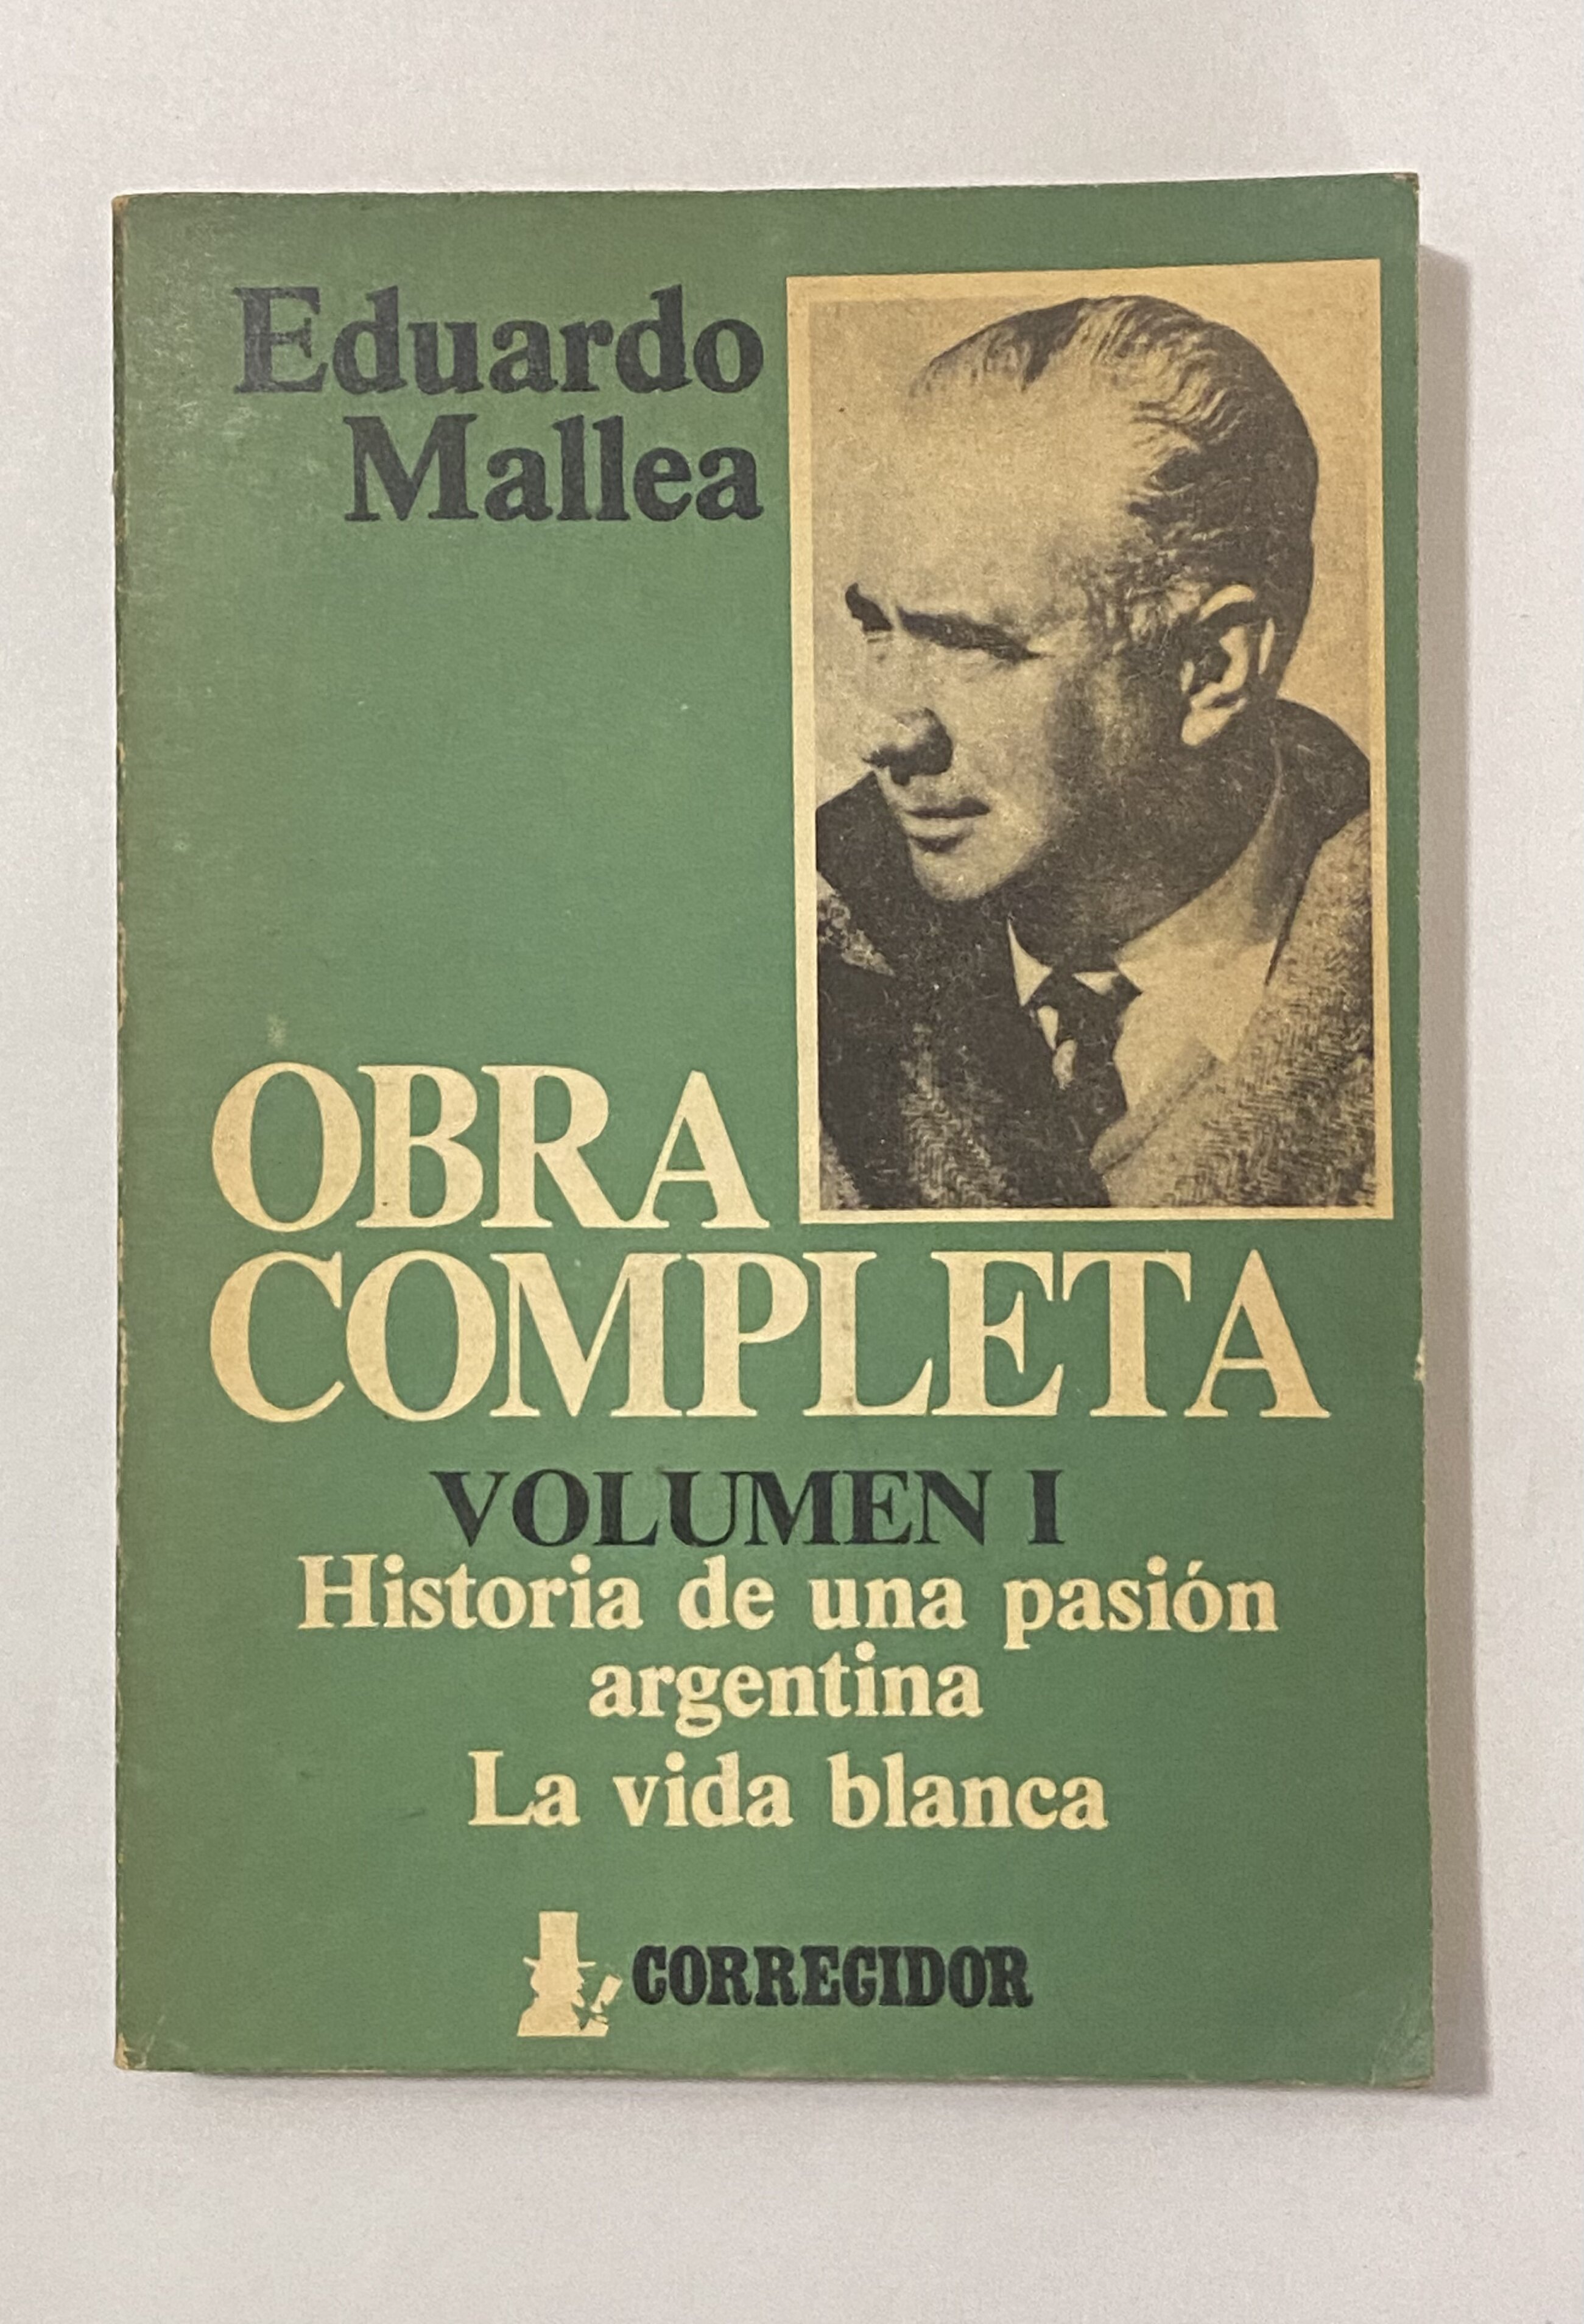 Eduardo
Mallea
OBRA
COMPLETA
VOLUMEN I
Historia de una pasión
argentina
La vida blanca
CORREGIDOR